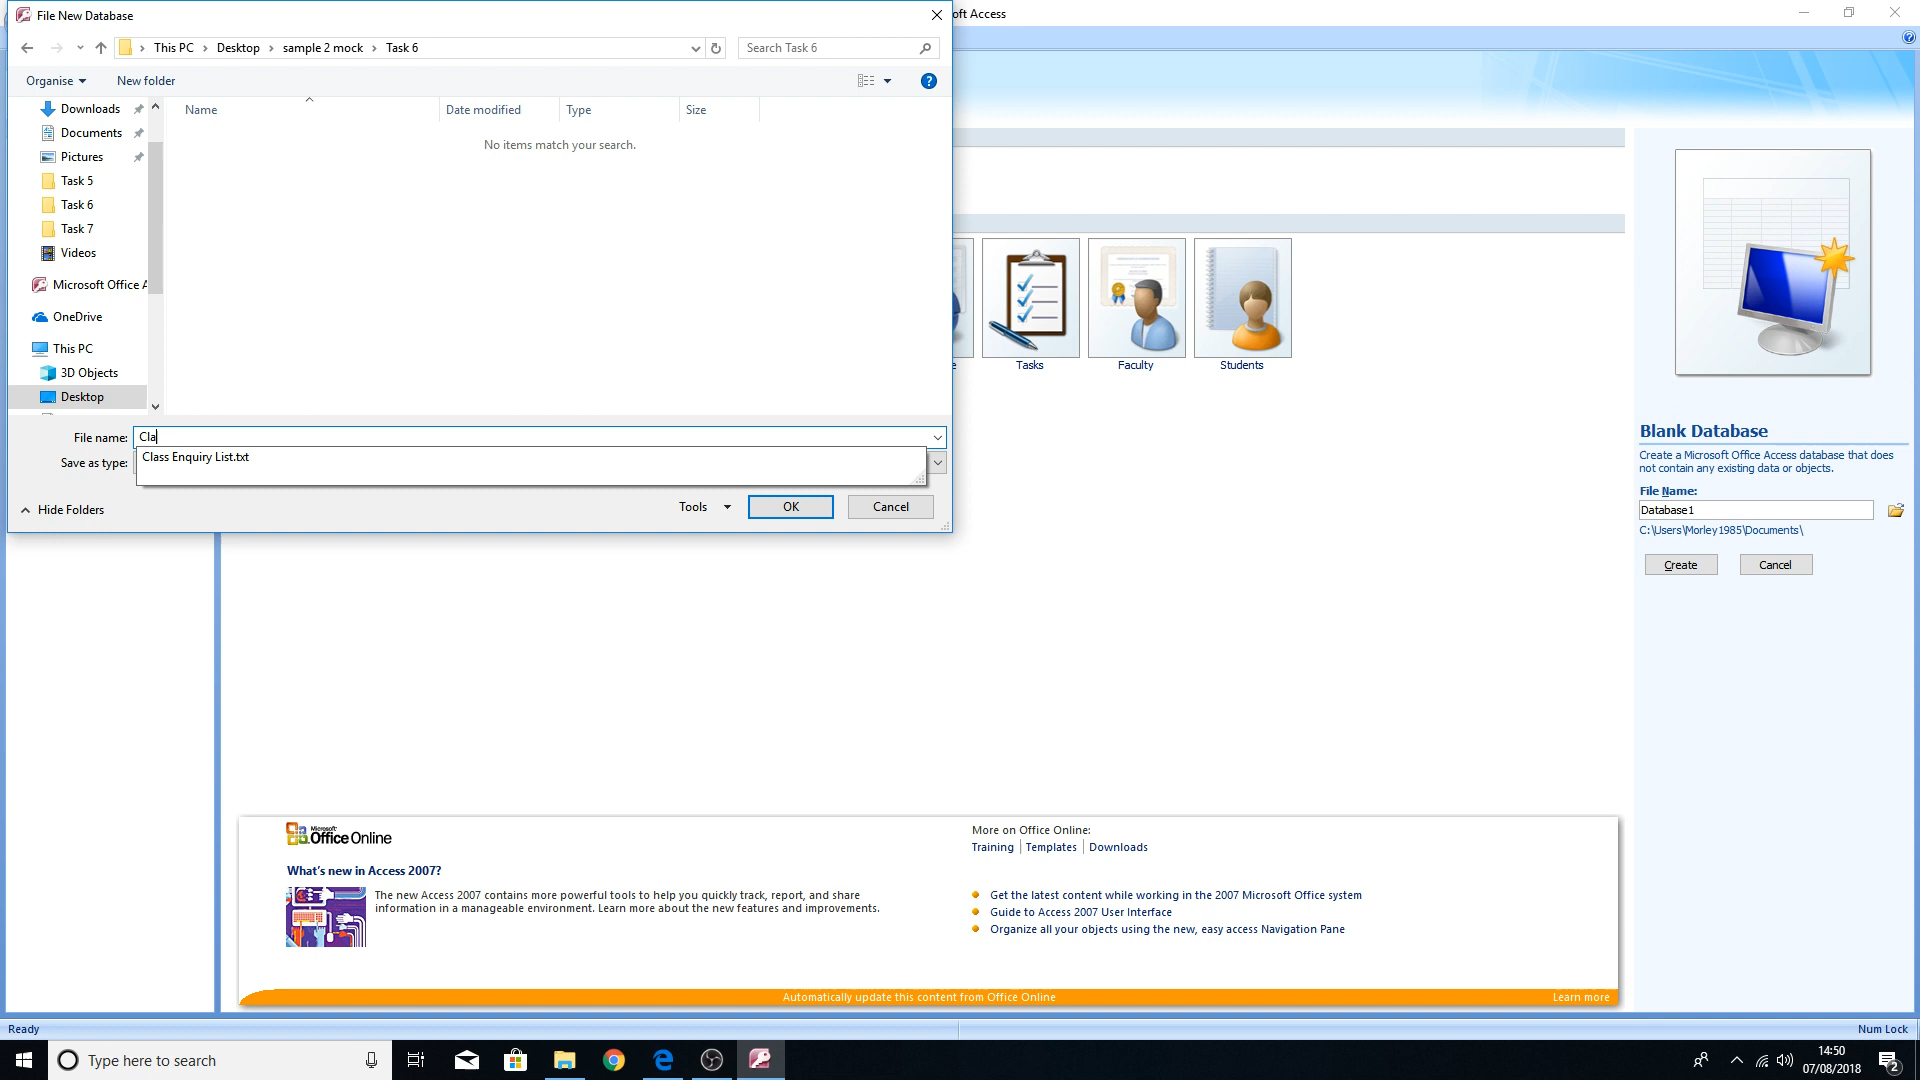 File New Database
oft Access
This PC
Desktop
sample 2 mock
Task 6
Search Task 6
Organise
New folder
Downloads
Documents
Pictures
Task 5
Task 6
Task 7
Videos
Microsoft Office A
OneDrive
This PC
3D Objects
Desktop
Name
Date modified
Type
Size
No items match your search.
File name:
Cla
Class Enquiry List.txt
Save as type:
Hide Folders
Tools
OK
Cancel
e
Tasks
Faculty
Students
Blank Database
Create a Microsoft Office Access database that does
not contain any existing data or objects.
File Name:
Database1
C:\Users\Morley1985\Documents\
Create
Cancel
Microsoft
Office Online
What's new in Access 2007?
The new Access 2007 contains more powerful tools to help you quickly track, report, and share
information in a manageable environment. Learn more about the new features and improvements.
More on Office Online:
Training
Templates
Downloads
Get the latest content while working in the 2007 Microsoft Office system
Guide to Access 2007 User Interface
Organize all your objects using the new, easy access Navigation Pane
Automatically update this content from Office Online
Learn more
Ready
Num Lock
Type here to search
14:50
07/08/2018
2